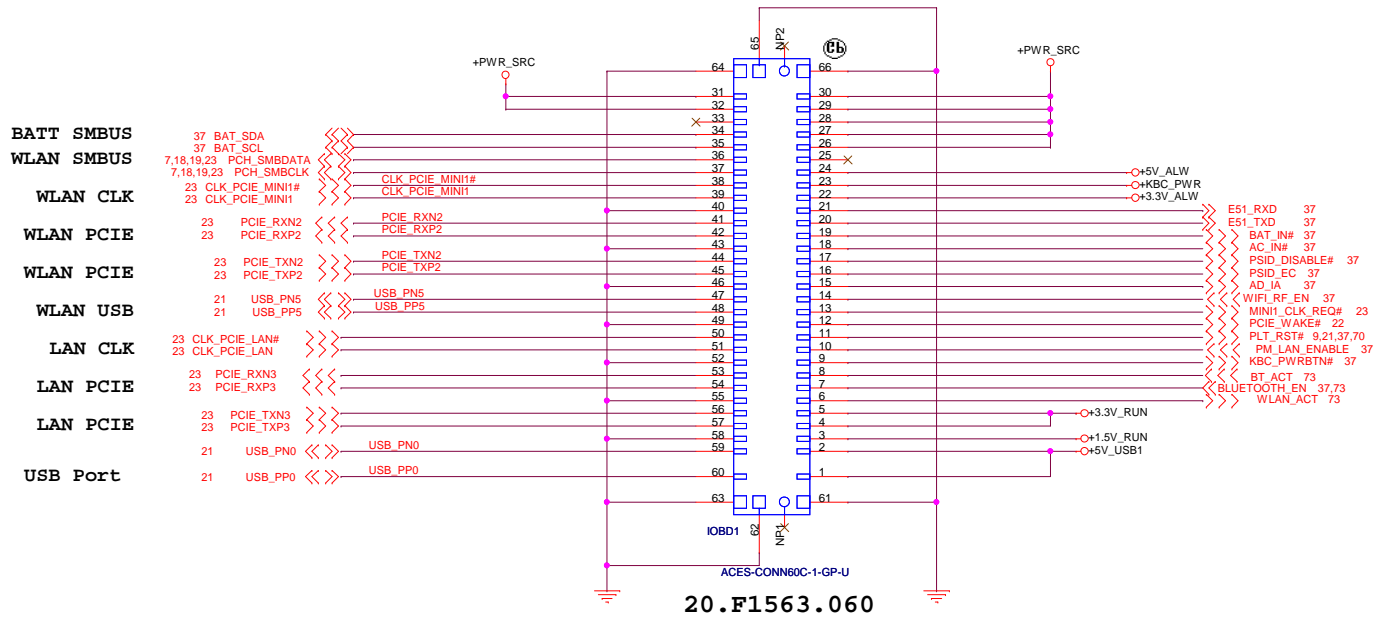 65
NP2
Cb
+PWR_SRC
+PWR_SRC
64
66
31
30
32
29
33
28
BATT SMBUS
37 BAT_SDA
34
27
37 BAT_SCL
35
26
WLAN SMBUS
7,18,19,23 PCH_SMBDATA
36
25
7,18,19,23 PCH_SMBCLK
37
24
+5V_ALW
23 CLK_PCIE_MINI1#
CLK_PCIE_MINI1#
38
23
+KBC_PWR
WLAN CLK
23 CLK_PCIE_MINI1
CLK_PCIE_MINI1
39
22
+3.3V_ALW
40
21
E51_RXD 37
23 PCIE_RXN2
PCIE_RXN2
41
20
E51_TXD 37
WLAN PCIE
23 PCIE_RXP2
PCIE_RXP2
42
19
BAT_IN# 37
43
18
AC_IN# 37
23 PCIE_TXN2
PCIE_TXN2
44
17
PSID_DISABLE# 37
WLAN PCIE
23 PCIE_TXP2
PCIE_TXP2
45
16
PSID_EC 37
46
15
AD_IA 37
21 USB_PN5
USB_PN5
47
14
WIFI_RF_EN 37
WLAN USB
21 USB_PP5
USB_PP5
48
13
MINI1_CLK_REQ# 23
49
12
PCIE_WAKE# 22
23 CLK_PCIE_LAN#
50
11
PLT_RST# 9,21,37,70
LAN CLK
23 CLK_PCIE_LAN
51
10
PM_LAN_ENABLE 37
52
9
KBC_PWRBTN# 37
23 PCIE_RXN3
53
8
BT_ACT 73
LAN PCIE
23 PCIE_RXP3
54
7
BLUETOOTH_EN 37,73
55
6
WLAN_ACT 73
23 PCIE_TXN3
56
5
+3.3V_RUN
LAN PCIE
23 PCIE_TXP3
57
4
58
3
+1.5V_RUN
21 USB_PN0
USB_PN0
59
2
+5V_USB1
USB Port
21 USB_PP0
USB_PP0
60
1
63
61
IOBD1
62
NP1
ACES-CONN60C-1-GP-U
20.F1563.060